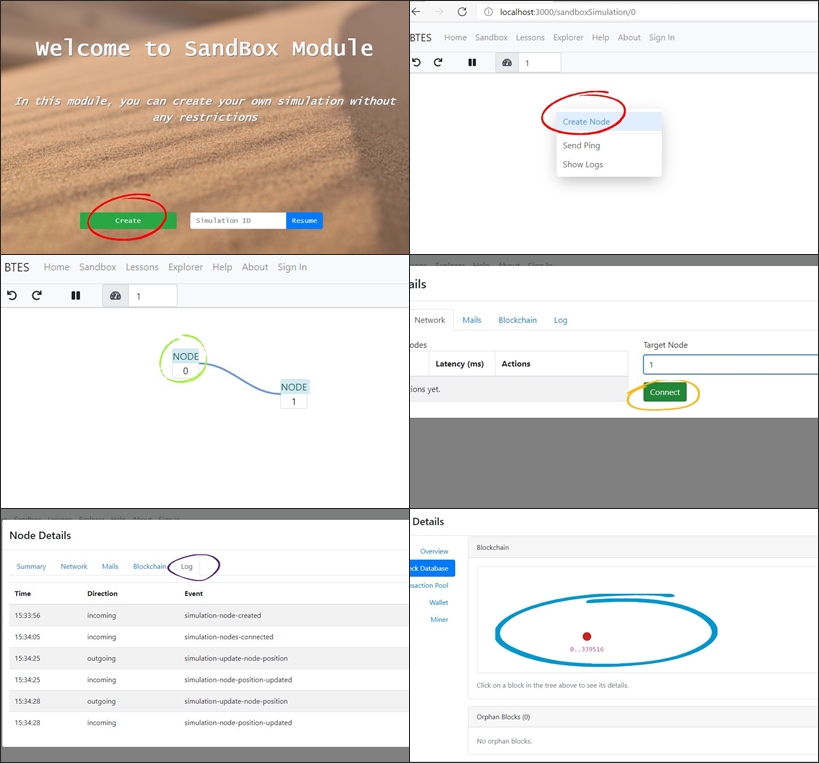 Welcome to SandBox Module
In this module, you can create your own simulation without
any restrictions
Create
Simulation ID
Resume
localhost:3000/sandboxSimulation/0
BTES Home Sandbox Lessons Explorer Help About Sign In
1
Create Node
Send Ping
Show Logs
BTES Home Sandbox Lessons Explorer Help About Sign In
1
NODE
0
NODE
1
ails
Network Mails Blockchain Log
odes
Target Node
Latency (ms) Actions
1
ions yet.
Connect
Node Details
Summary Network Mails Blockchain Log
Time Direction Event
15:33:56 incoming simulation-node-created
15:34:05 incoming simulation-nodes-connected
15:34:25 outgoing simulation-update-node-position
15:34:25 incoming simulation-node-position-updated
15:34:28 outgoing simulation-update-node-position
15:34:28 incoming simulation-node-position-updated
Details
Overview
ock Database
nsaction Pool
Wallet
Miner
Blockchain
0..339516
Click on a block in the tree above to see its details.
Orphan Blocks (0)
No orphan blocks.